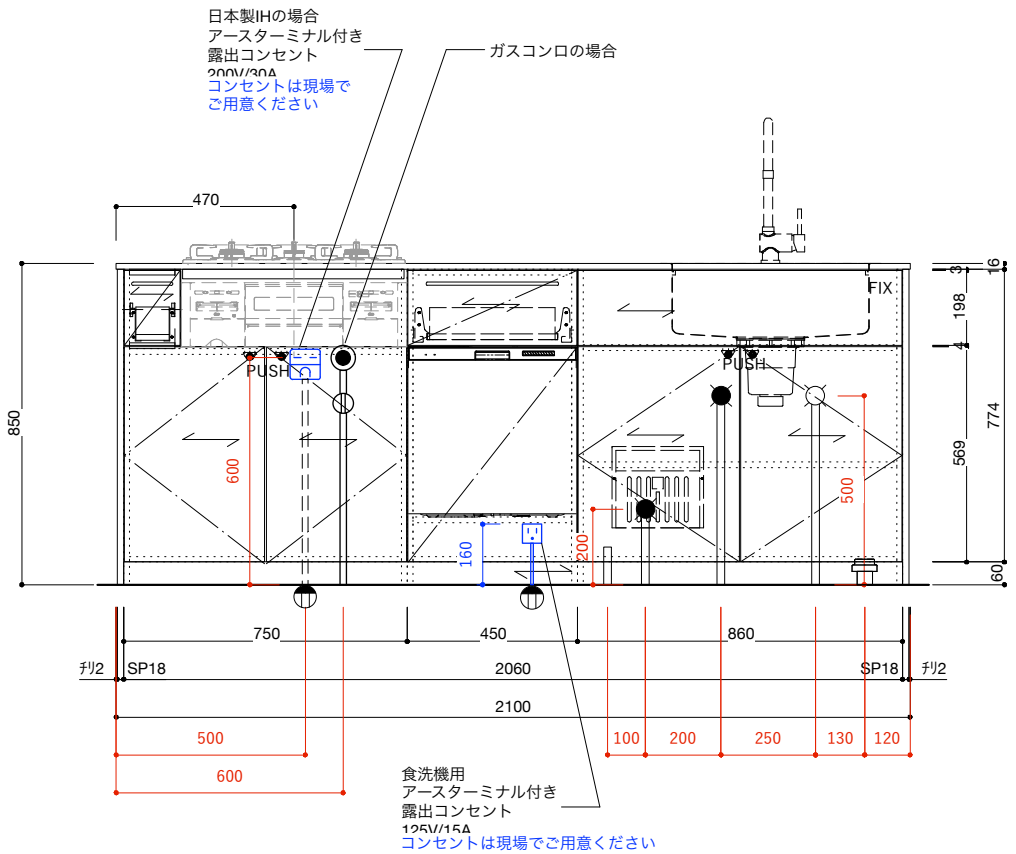 日本製IHの場合
アースターミナル付き
露出コンセント
200V/30A
コンセントは現場で
ご用意ください
ガスコンロの場合
470
850
FIX
3
16
198
4
774
569
60
PUSH
PUSH
600
160
200
500
750
450
860
ﾁﾘ2
SP18
2060
SP18
ﾁﾘ2
2100
500
100
200
250
130
120
600
食洗機用
アースターミナル付き
露出コンセント
125V/15A
コンセントは現場でご用意ください